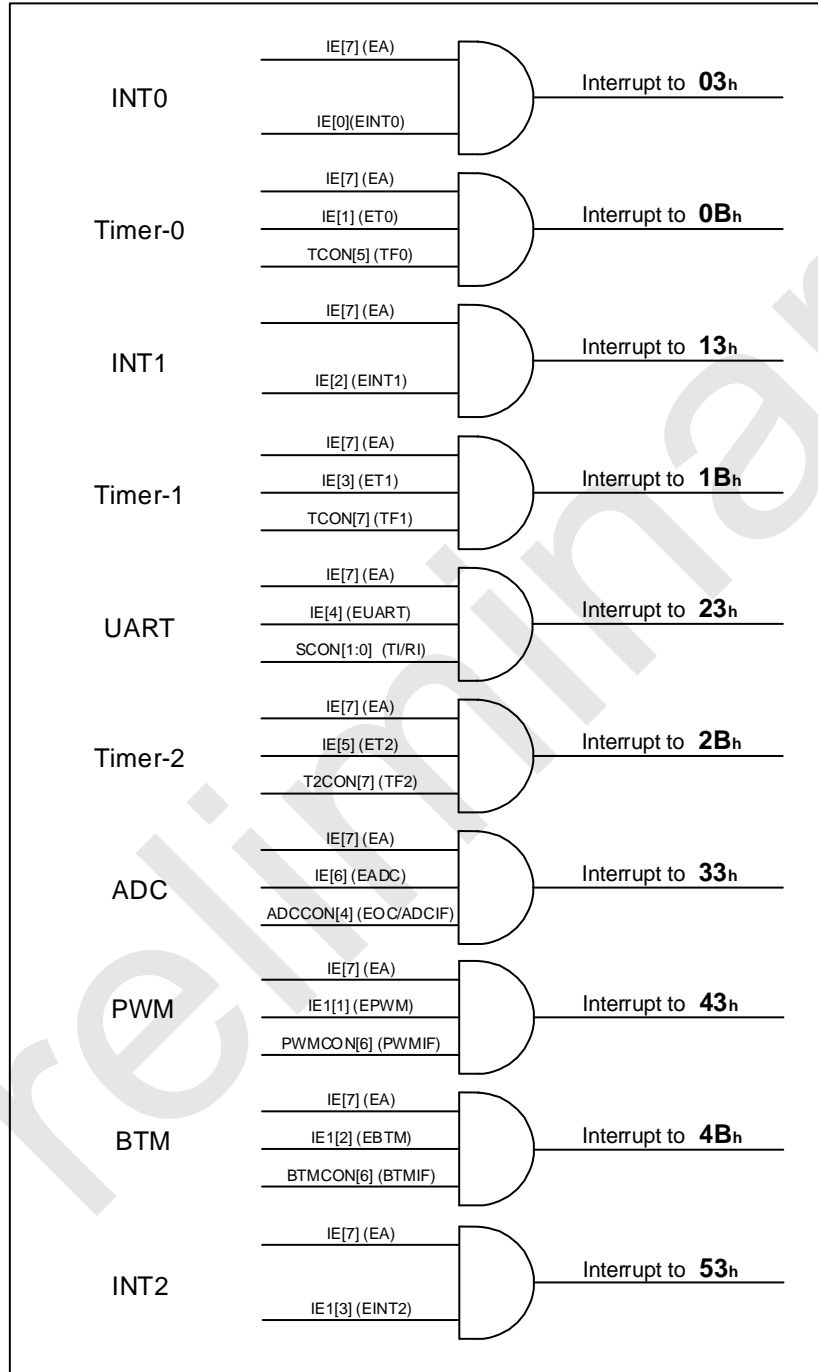 IE[7] (EA)
INT0
Interrupt to 03h
IE[0](EINT0)
IE[7] (EA)
Timer-0
IE[1] (ET0)
Interrupt to 0Bh
TCON[5] (TF0)
IE[7] (EA)
INT1
Interrupt to 13h
IE[2] (EINT1)
IE[7] (EA)
Timer-1
IE[3] (ET1)
Interrupt to 1Bh
TCON[7] (TF1)
IE[7] (EA)
UART
IE[4] (EUART)
Interrupt to 23h
SCON[1:0] (TI/RI)
IE[7] (EA)
Timer-2
IE[5] (ET2)
Interrupt to 2Bh
T2CON[7] (TF2)
IE[7] (EA)
ADC
IE[6] (EADC)
Interrupt to 33h
ADCCON[4] (EOC/ADCIF)
IE[7] (EA)
PWM
IE1[1] (EPWM)
Interrupt to 43h
PWMCON[6] (PWMIF)
IE[7] (EA)
BTM
IE1[2] (EBTM)
Interrupt to 4Bh
BTMCON[6] (BTMIF)
IE[7] (EA)
INT2
Interrupt to 53h
IE1[3] (EINT2)
reliminar